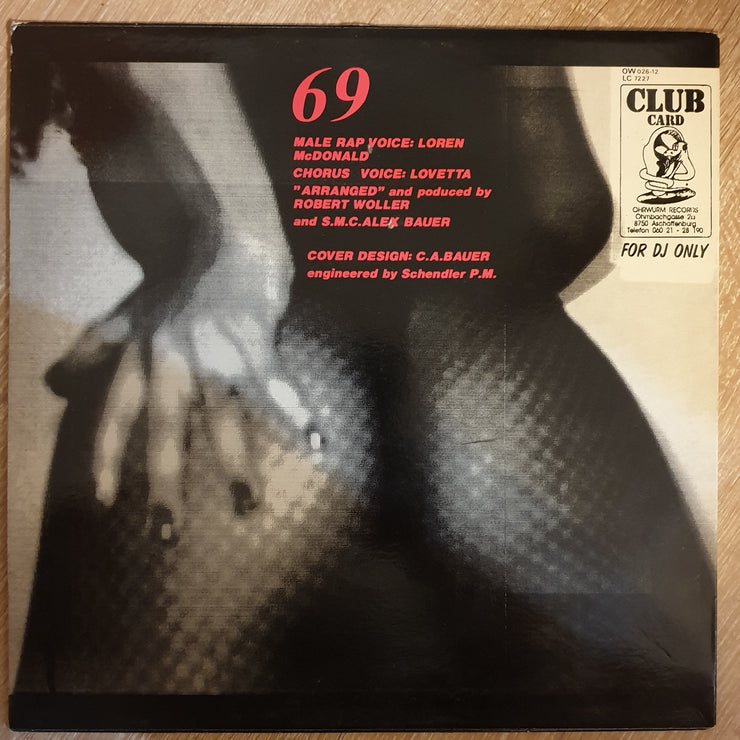 69
MALE RAP VOICE: LOREN
McDONALD
CHORUS VOICE: LOVETTA
"ARRANGED" and poduced by
ROBERT WOLLER
and S.M.C.ALEX BAUER
COVER DESIGN: C.A.BAUER
engineered by Schendler P.M.
OW 026-12
LC 7227
CLUB
CARD
OHRWURM RECORDS
Ohmbachgasse 2a
8750 Aschaffenburg
Telefon 060 21 - 28 190
FOR DJ ONLY